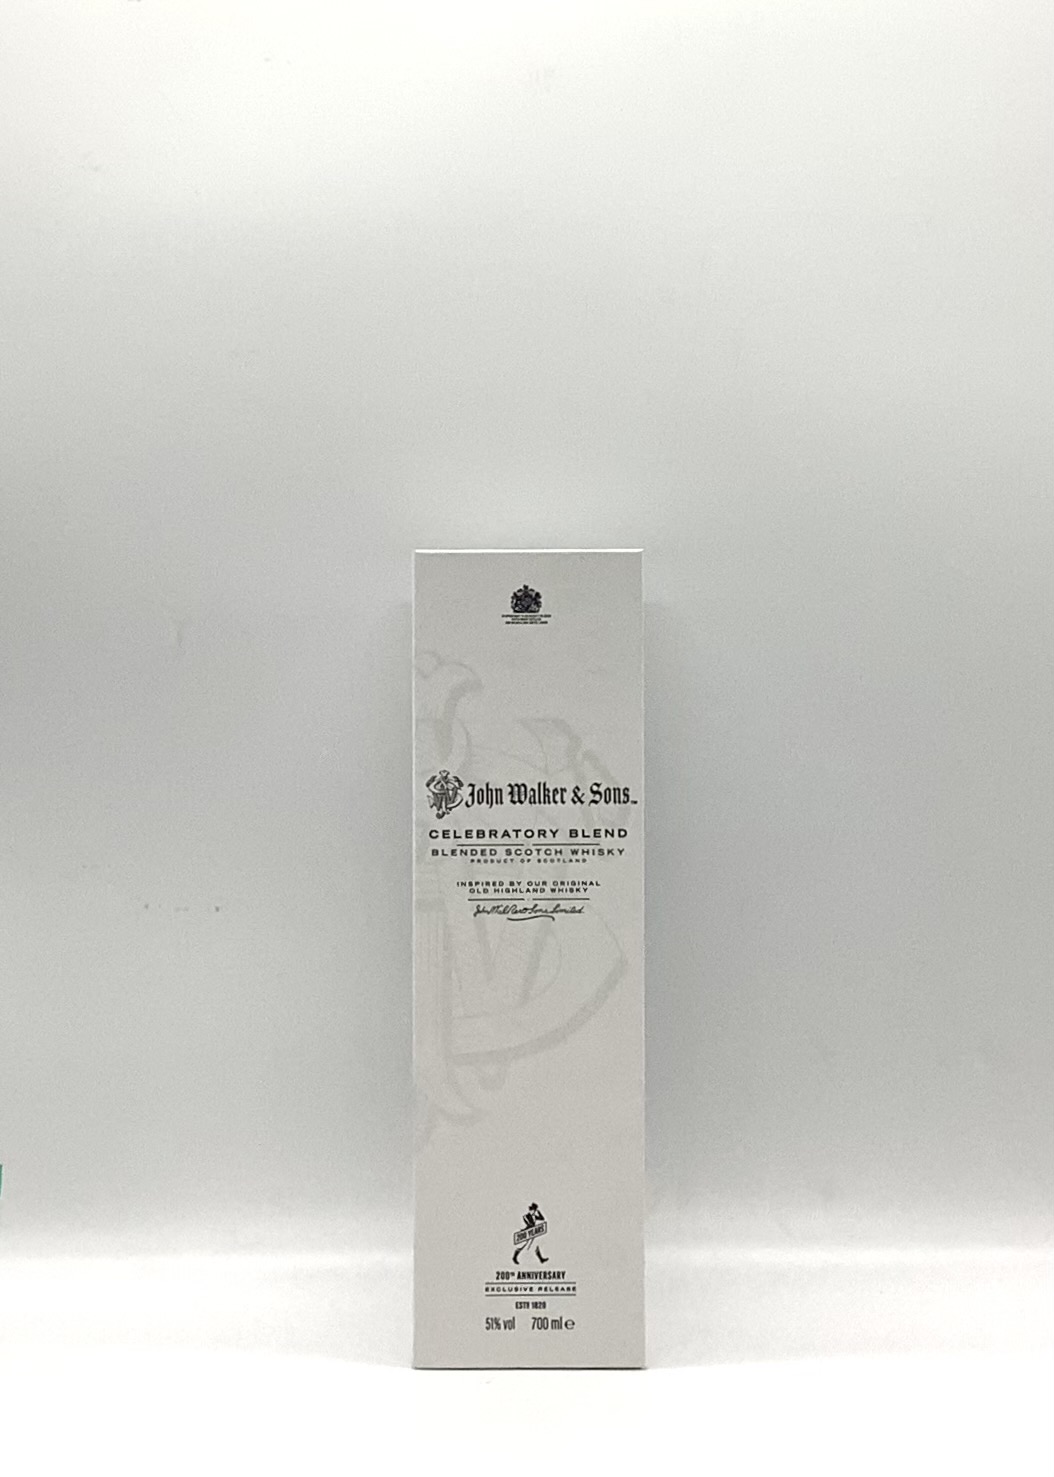 John Walker & Sons™
CELEBRATORY BLEND
BLENDED SCOTCH WHISKY
PRODUCT OF SCOTLAND
INSPIRED BY OUR ORIGINAL
OLD HIGHLAND WHISKY
200 YEARS
200TH ANNIVERSARY
EXCLUSIVE RELEASE
ESTD 1820
51% vol 700 ml e